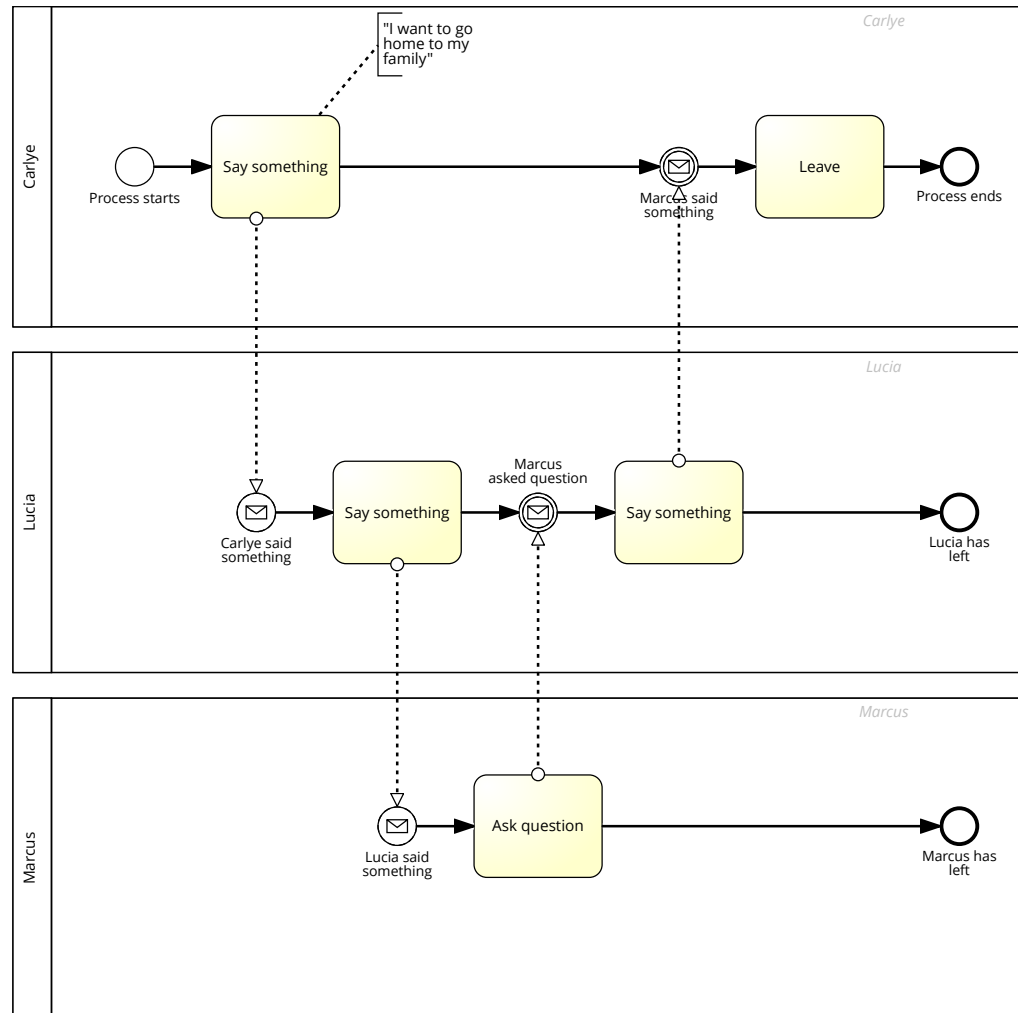 Carlye
Carlye
"I want to go
home to my
family"
Say something
Process starts
Marcus said
something
Leave
Process ends
Lucia
Lucia
Marcus
asked question
Carlye said
something
Say something
Say something
Lucia has
left
Marcus
Marcus
Lucia said
something
Ask question
Marcus has
left